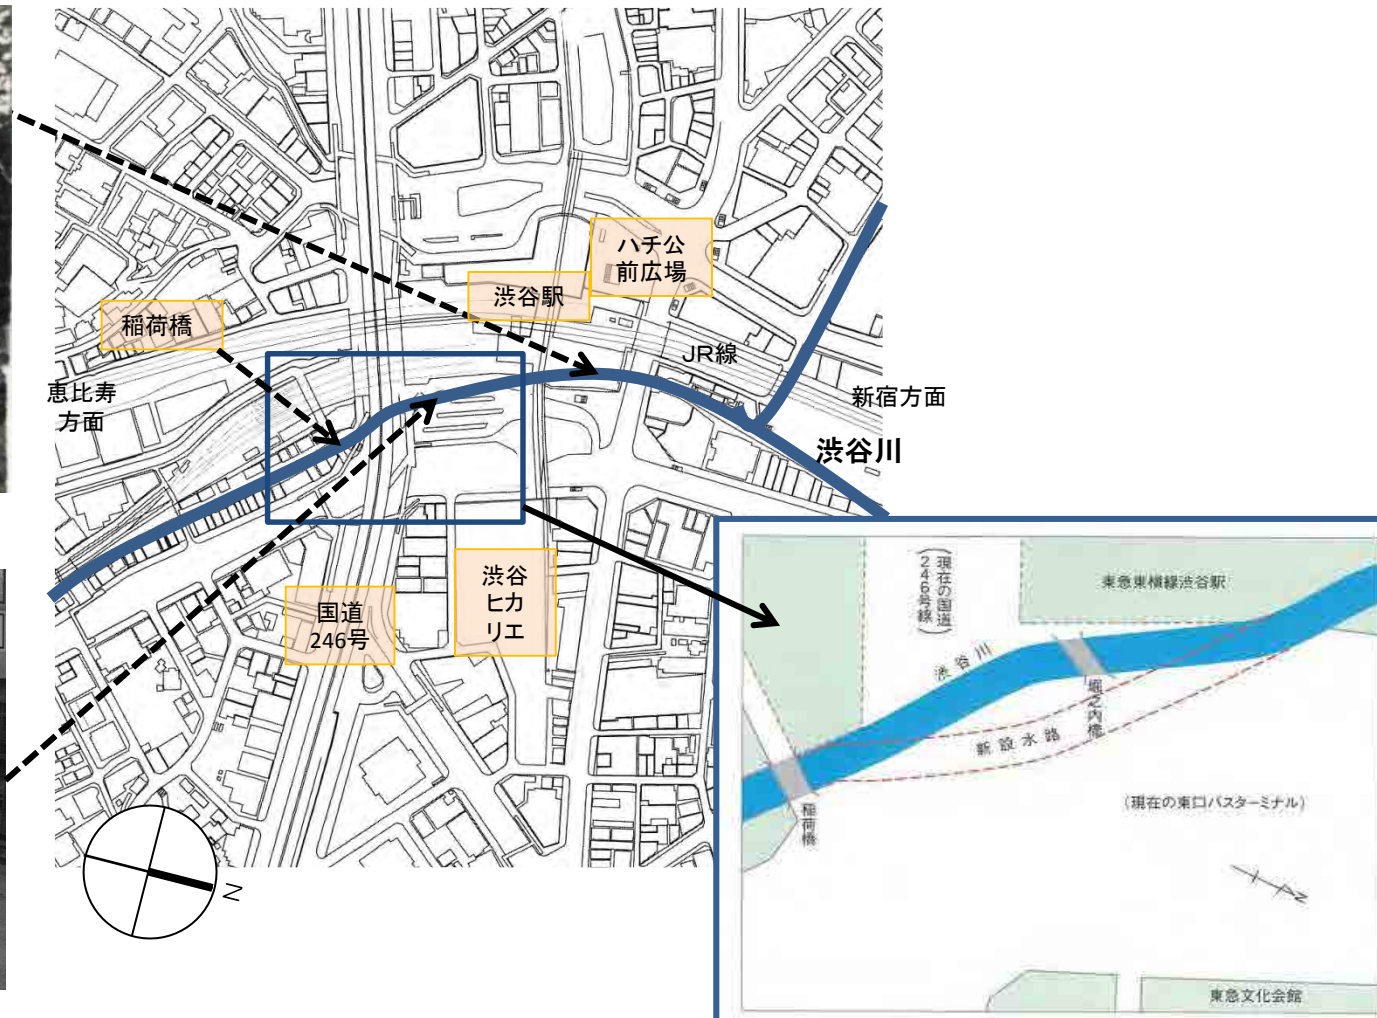 ハチ公
前広場
渋谷駅
稲荷橋
JR線
恵比寿
方面
新宿方面
渋谷川
渋谷
ヒカ
リエ
国道
246号
N
(現在の国道
246号線)
東急東横線渋谷駅
渋谷川
堀之内橋
新設水路
稲荷橋
(現在の東口バスターミナル)
N
東急文化会館